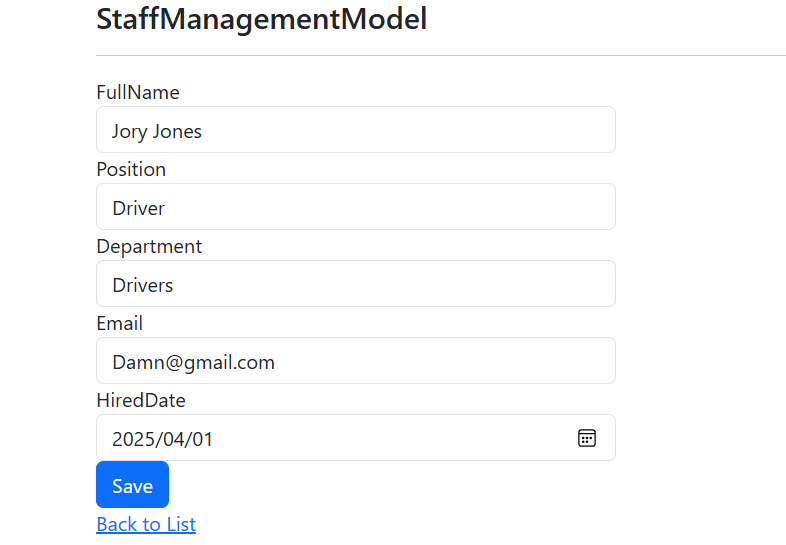 StaffManagementModel
FullName
Jory Jones
Position
Driver
Department
Drivers
Email
Damn@gmail.com
HiredDate
2025/04/01
Save
Back to List